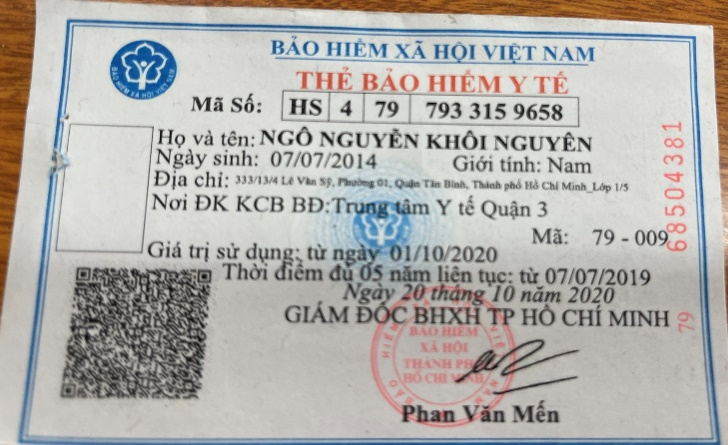 BẢO HIỂM XÃ HỘI VIỆT NAM
THẺ BẢO HIỂM Y TẾ
Mã Số: HS 4 79 793 315 9658
Họ và tên: NGÔ NGUYỄN KHÔI NGUYÊN
Ngày sinh: 07/07/2014 Giới tính: Nam
Địa chỉ: 333/13/4 Lê Văn Sỹ, Phường 01, Quận Tân Bình, Thành phố Hồ Chí Minh_Lớp 1/5
Nơi ĐK KCB BĐ: Trung tâm Y tế Quận 3
Mã: 79 - 009
Giá trị sử dụng: từ ngày 01/10/2020
Thời điểm đủ 05 năm liên tục: từ 07/07/2019
Ngày 20 tháng 10 năm 2020
GIÁM ĐỐC BHXH TP HỒ CHÍ MINH
BẢO HIỂM
XÃ HỘI
THÀNH PHỐ
HỒ CHÍ MINH
Phan Văn Mến
79 68504381
BẢO HIỂM XÃ HỘI VIỆT NAM